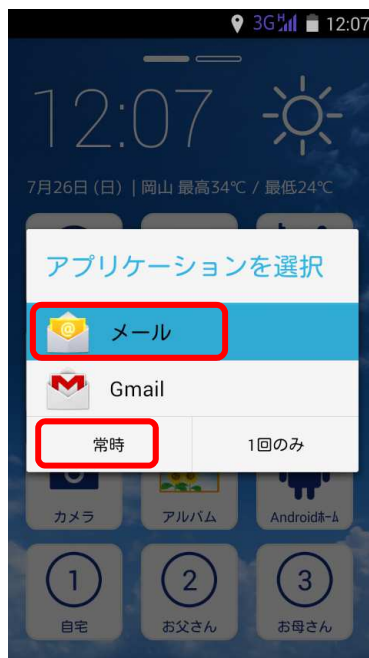 3G H 12:07
12:07
7月26日 (日) | 岡山 最高34℃ / 最低24℃
アプリケーションを選択
@ メール
Gmail
常時 1回のみ
カメラ アルバム Androidホーム
1 2 3
自宅 お父さん お母さん